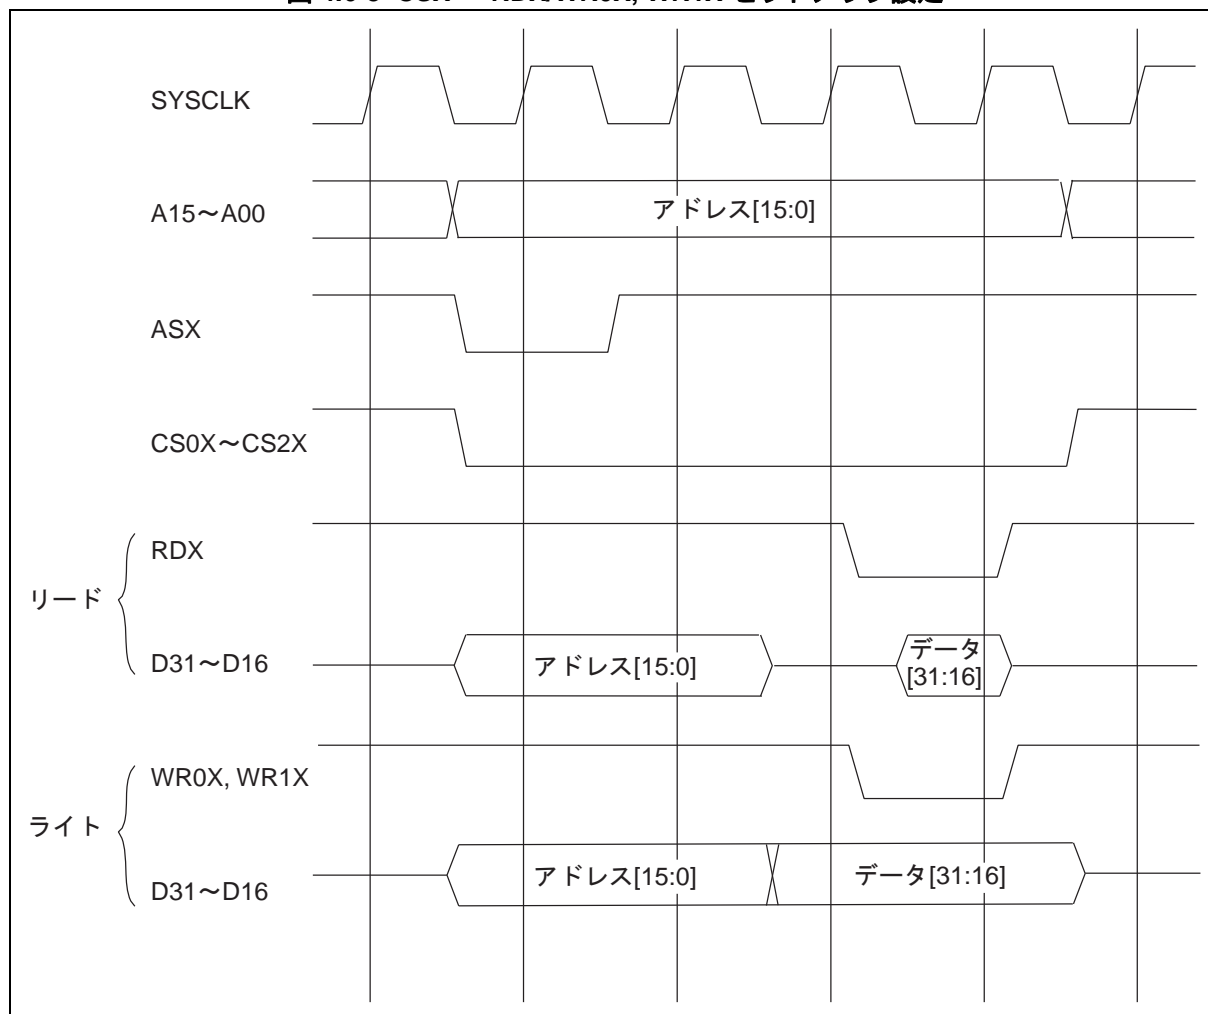 SYSCLK
A15～A00
アドレス[15:0]
ASX
CS0X～CS2X
リード
RDX
D31～D16
アドレス[15:0]
データ
[31:16]
ライト
WR0X, WR1X
D31～D16
アドレス[15:0]
データ[31:16]